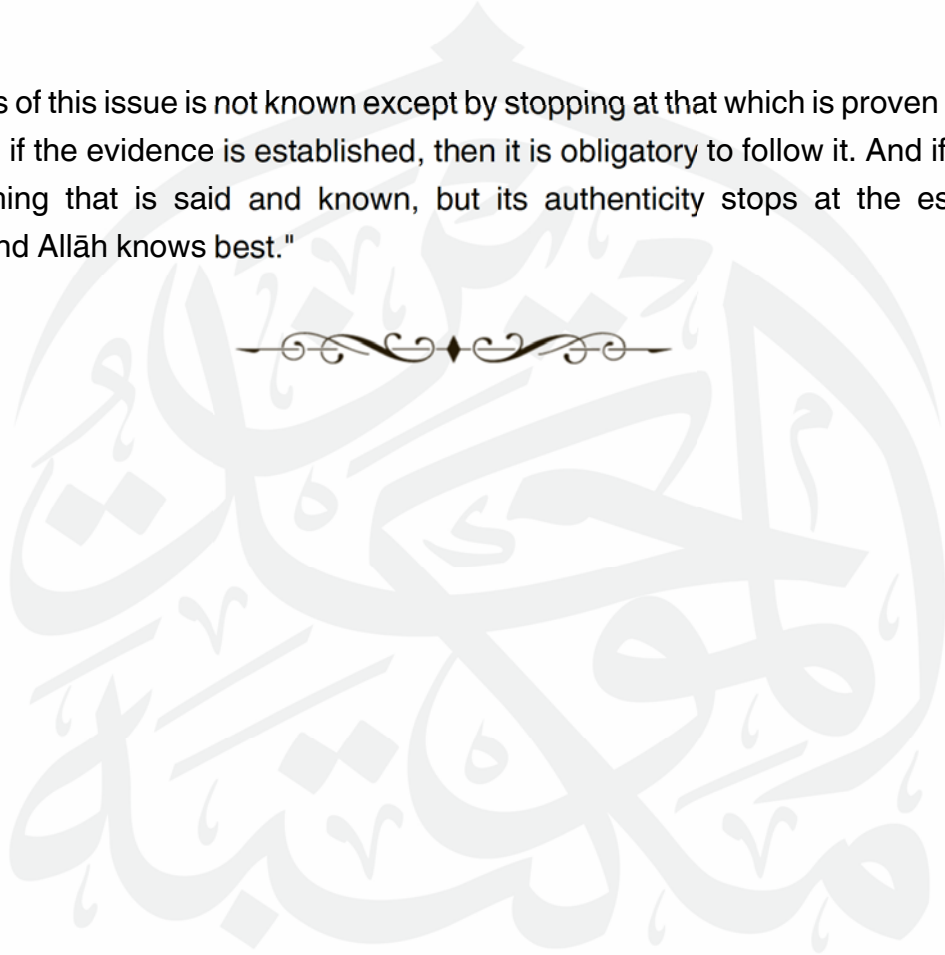 s of this issue is not known except by stopping at that which is proven
if the evidence is established, then it is obligatory to follow it. And if
ning that is said and known, but its authenticity stops at the es
nd Allāh knows best."